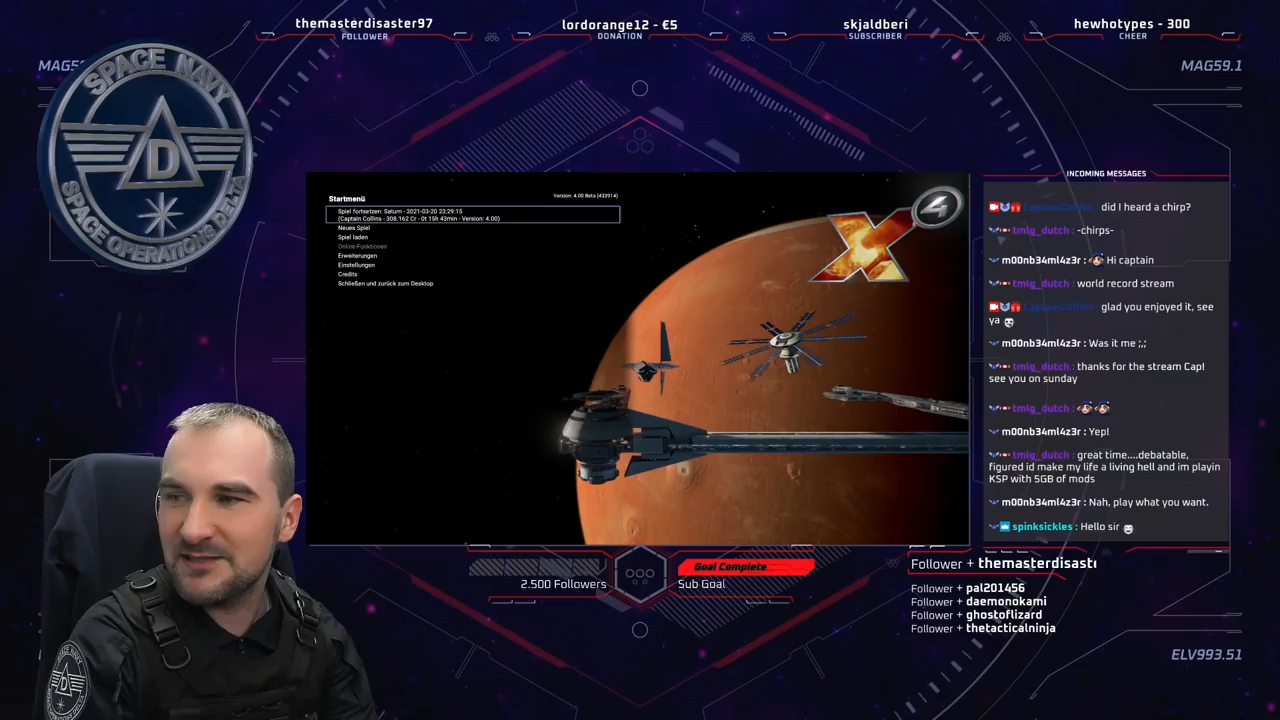 themasterdisaster97
FOLLOWER
lordorange12 - €5
DONATION
skjaldberi
SUBSCRIBER
hewhotypes - 300
CHEER
MAG59.1
SPACE NAVY
D
SPACE OPERATIONS DELTA
INCOMING MESSAGES
CaptainCollins : did I heard a chirp?
tmig_dutch : -chirps-
m00nb34ml4z3r : Hi captain
tmig_dutch : world record stream
CaptainCollins : glad you enjoyed it, see
ya
m00nb34ml4z3r : Was it me ;,;
tmig_dutch : thanks for the stream Cap!
see you on sunday
tmig_dutch :
m00nb34ml4z3r : Yep!
tmig_dutch : great time....debatable,
figured id make my life a living hell and im playin
KSP with 5GB of mods
m00nb34ml4z3r : Nah, play what you want.
spinksickles : Hello sir
Version: 4.00 Beta (433914)
Startmenü
Spiel fortsetzen: Saturn - 2021-03-20 23:29:15
(Captain Collins - 308.162 Cr - 0t 15h 43min - Version: 4.00)
Neues Spiel
Spiel laden
Online-Funktionen
Erweiterungen
Einstellungen
Credits
Schließen und zurück zum Desktop
X
4
2.500 Followers
Goal Complete
Sub Goal
Follower + themasterdisast
Follower + pal201456
Follower + daemonokami
Follower + ghostoflizard
Follower + thetacticalninja
ELV993.51